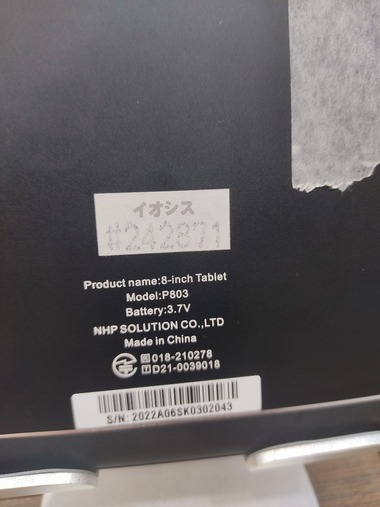 イオシス
#242871
Product name:8-inch Tablet
Model:P803
Battery:3.7V
NHP SOLUTION CO.,LTD
Made in China
R 018-210278
T D21-0039018
S/N: 2022A06SK0302043